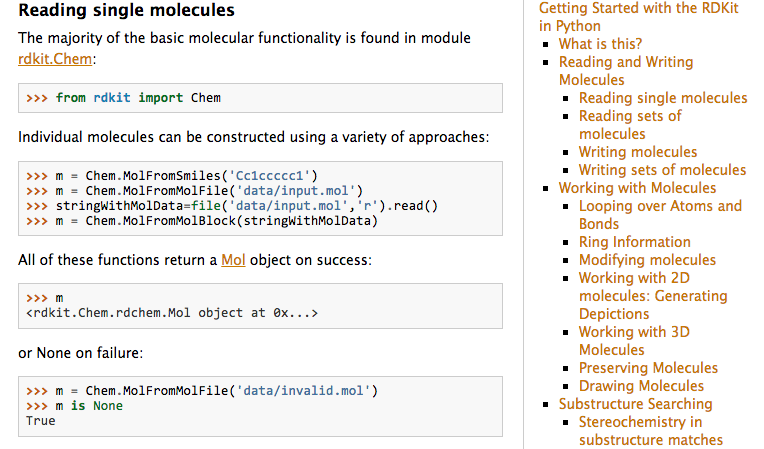 Reading single molecules
The majority of the basic molecular functionality is found in module
rdkit.Chem:
>>> from rdkit import Chem
Individual molecules can be constructed using a variety of approaches:
>>> m = Chem.MolFromSmiles('Cc1ccccc1')
>>> m = Chem.MolFromMolFile('data/input.mol')
>>> stringWithMolData=file('data/input.mol','r').read()
>>> m = Chem.MolFromMolBlock(stringWithMolData)
All of these functions return a Mol object on success:
>>> m
<rdkit.Chem.rdchem.Mol object at 0x...>
or None on failure:
>>> m = Chem.MolFromMolFile('data/invalid.mol')
>>> m is None
True
Getting Started with the RDKit
in Python
What is this?
Reading and Writing
Molecules
Reading single molecules
Reading sets of
molecules
Writing molecules
Writing sets of molecules
Working with Molecules
Looping over Atoms and
Bonds
Ring Information
Modifying molecules
Working with 2D
molecules: Generating
Depictions
Working with 3D
Molecules
Preserving Molecules
Drawing Molecules
Substructure Searching
Stereochemistry in
substructure matches